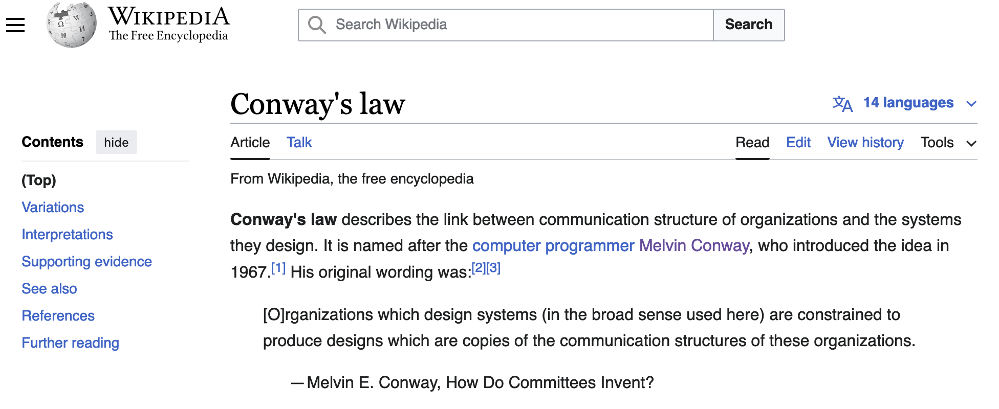 WIKIPEDIA
The Free Encyclopedia
Search Wikipedia
Search
Conway's law
14 languages
Contents
hide
Article
Talk
Read
Edit
View history
Tools
(Top)
Variations
Interpretations
Supporting evidence
See also
References
Further reading
From Wikipedia, the free encyclopedia
Conway's law describes the link between communication structure of organizations and the systems
they design. It is named after the computer programmer Melvin Conway, who introduced the idea in
1967.[1] His original wording was:[2][3]
[O]rganizations which design systems (in the broad sense used here) are constrained to
produce designs which are copies of the communication structures of these organizations.
— Melvin E. Conway, How Do Committees Invent?